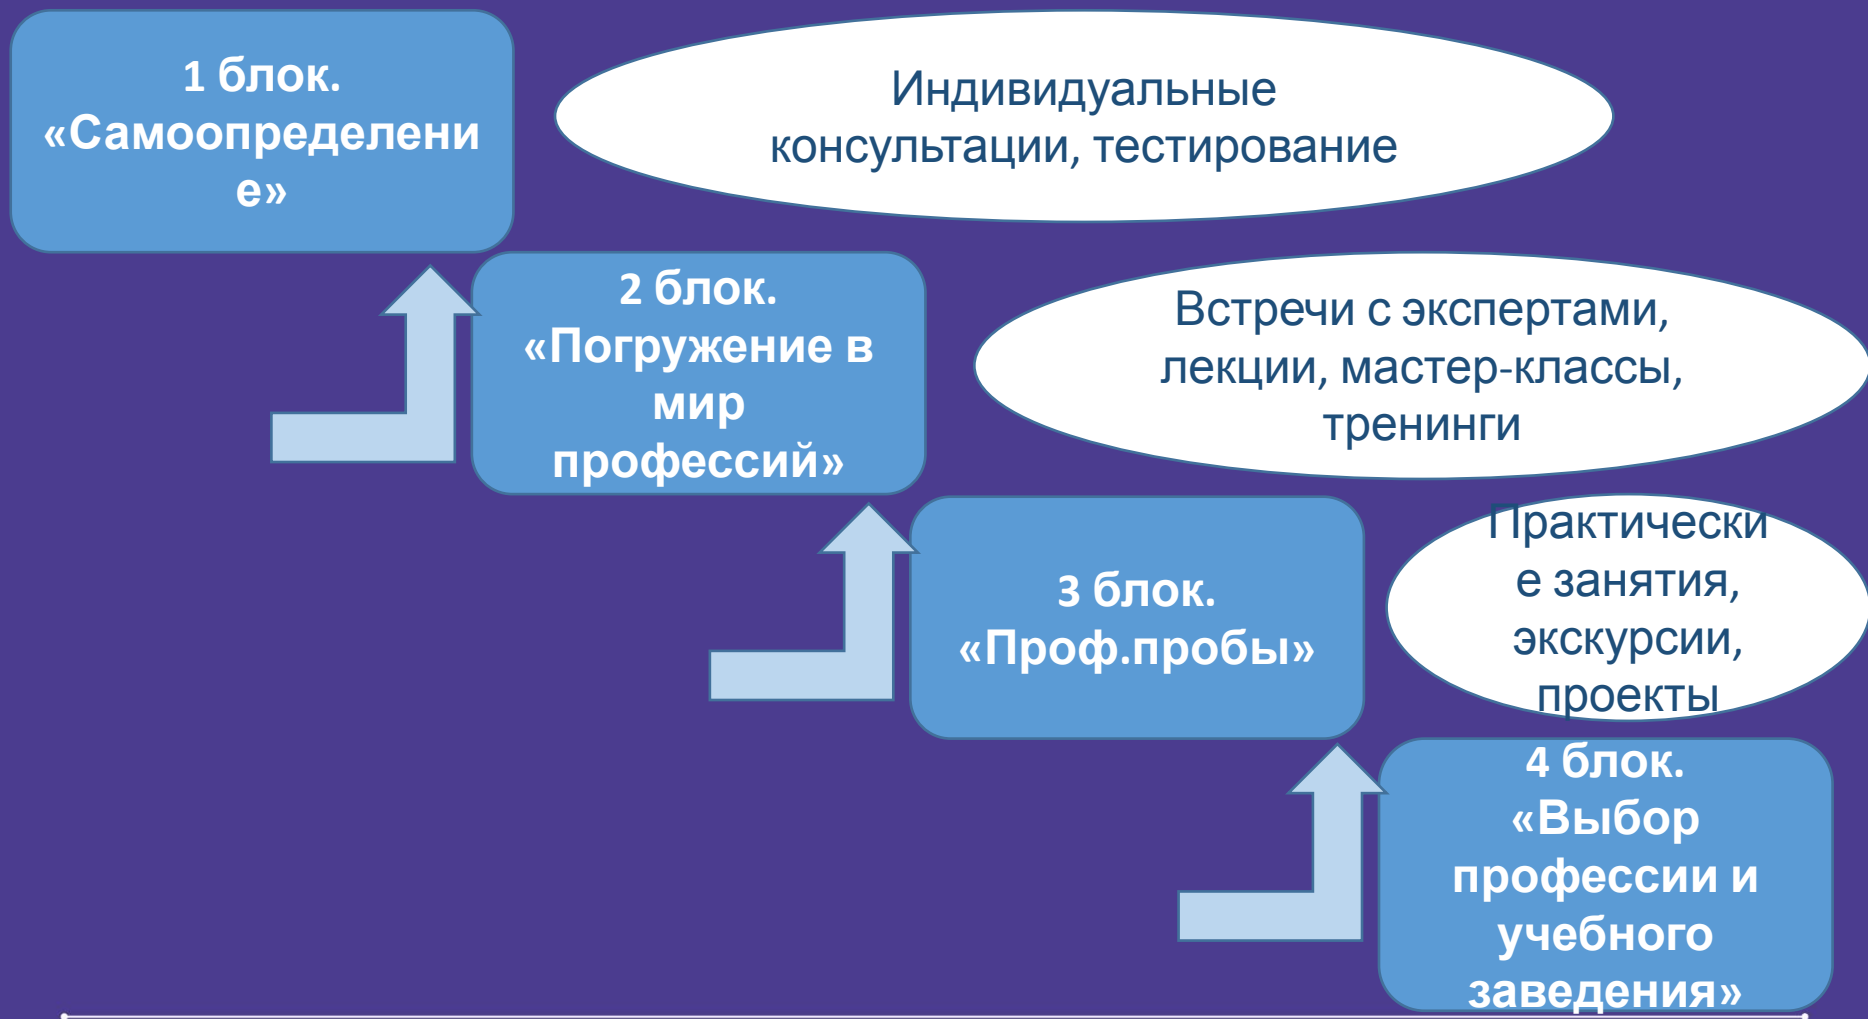 1 блок.
«Самоопределени
е»
Индивидуальные
консультации, тестирование
2 блок.
«Погружение в
мир
профессий»
Встречи с экспертами,
лекции, мастер-классы,
тренинги
3 блок.
«Проф.пробы»
Практически
е занятия,
экскурсии,
проекты
4 блок.
«Выбор
профессии и
учебного
заведения»